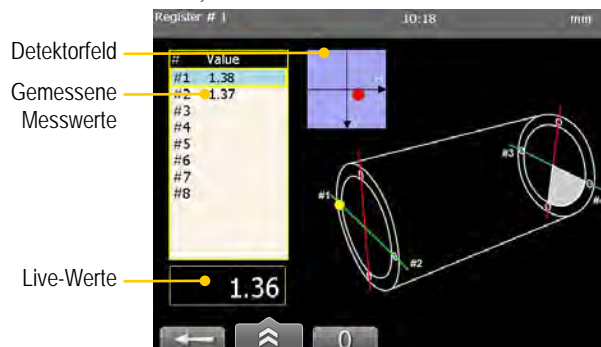 Register # 1 10:18 mm
Detektorfeld
# Value
#1 1.38
Gemessene
Messwerte
#2 1.37
#3
#4
#5
#6
#7
#8
#1
#2
#3
Live-Werte
1.36
0